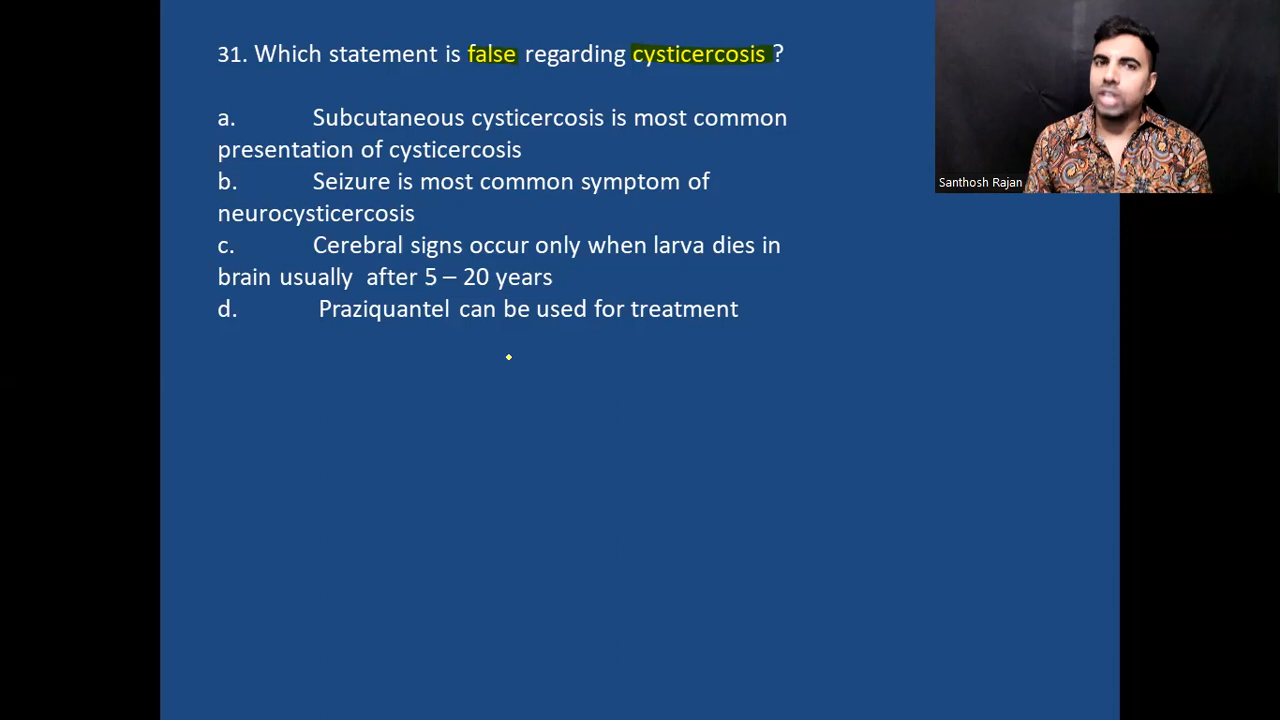 31. Which statement is false regarding cysticercosis ?
a. Subcutaneous cysticercosis is most common
presentation of cysticercosis
b. Seizure is most common symptom of
neurocysticercosis
c. Cerebral signs occur only when larva dies in
brain usually after 5 – 20 years
d. Praziquantel can be used for treatment
Santhosh Rajan